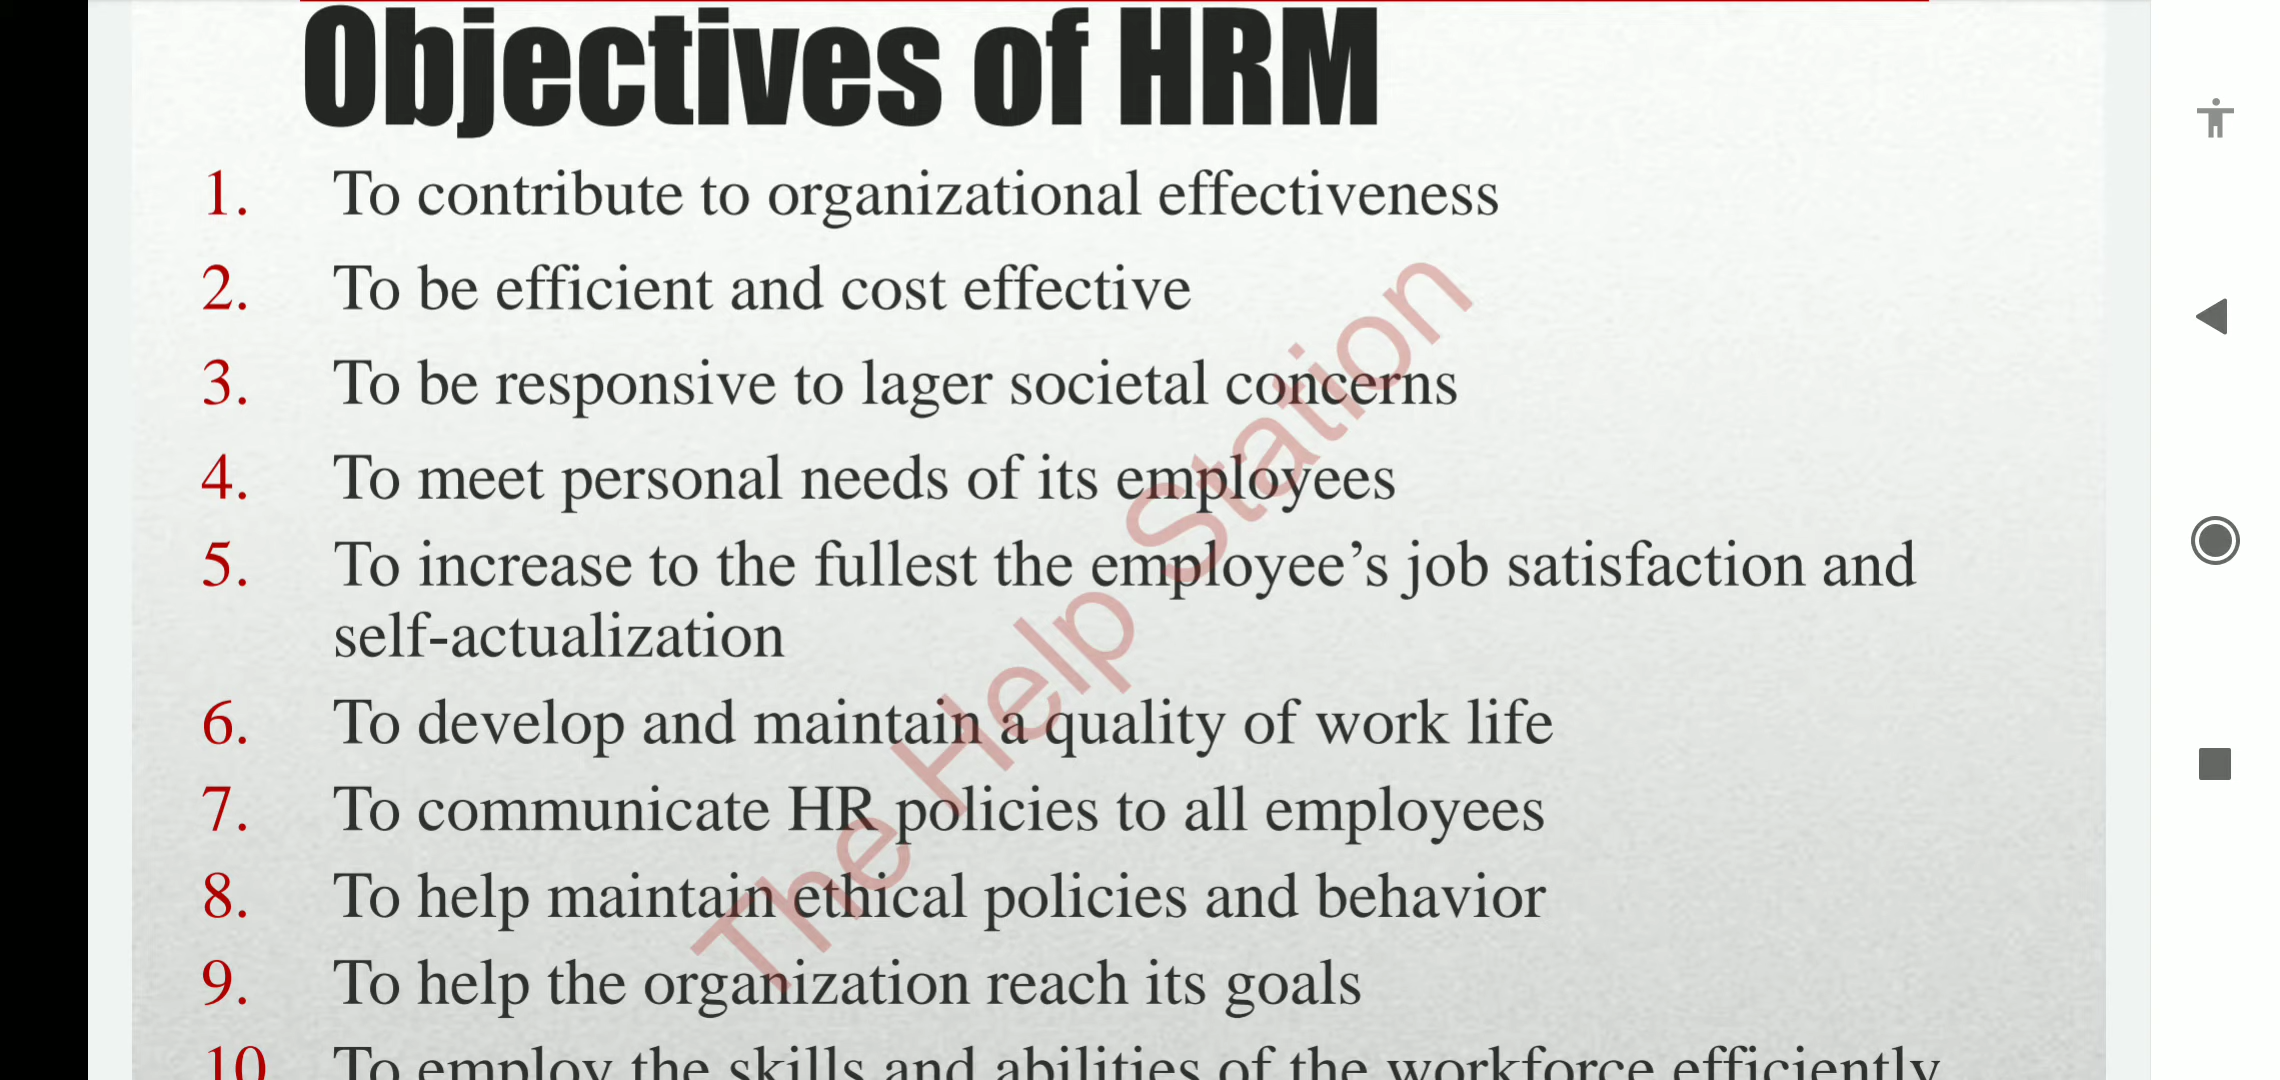 Objectives of HRM
1. To contribute to organizational effectiveness
2. To be efficient and cost effective
3. To be responsive to lager societal concerns
4. To meet personal needs of its employees
5. To increase to the fullest the employee’s job satisfaction and
self-actualization
6. To develop and maintain a quality of work life
7. To communicate HR policies to all employees
8. To help maintain ethical policies and behavior
9. To help the organization reach its goals
10 To employ the skills and abilities of the workforce efficiently
The Help Station